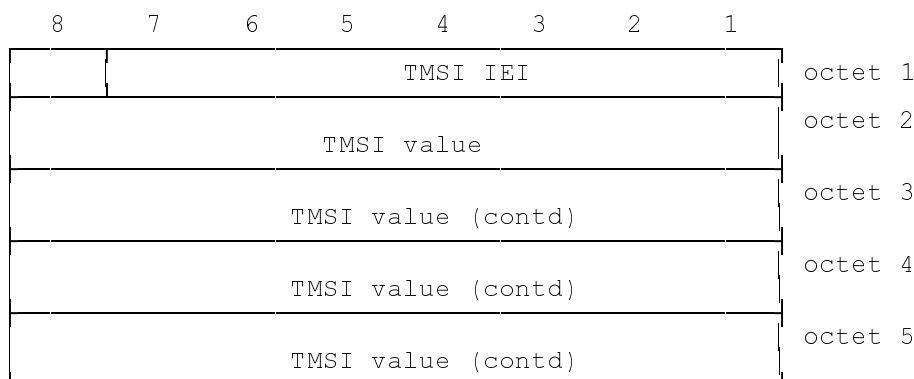 8 7 6 5 4 3 2 1
TMSI IEI octet 1
octet 2
TMSI value
octet 3
TMSI value (contd)
octet 4
TMSI value (contd)
octet 5
TMSI value (contd)